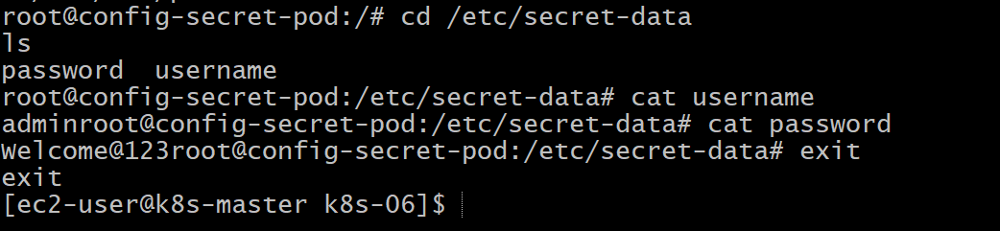 root@config-secret-pod:/# cd /etc/secret-data
ls
password  username
root@config-secret-pod:/etc/secret-data# cat username
adminroot@config-secret-pod:/etc/secret-data# cat password
welcome@123root@config-secret-pod:/etc/secret-data# exit
exit
[ec2-user@k8s-master k8s-06]$